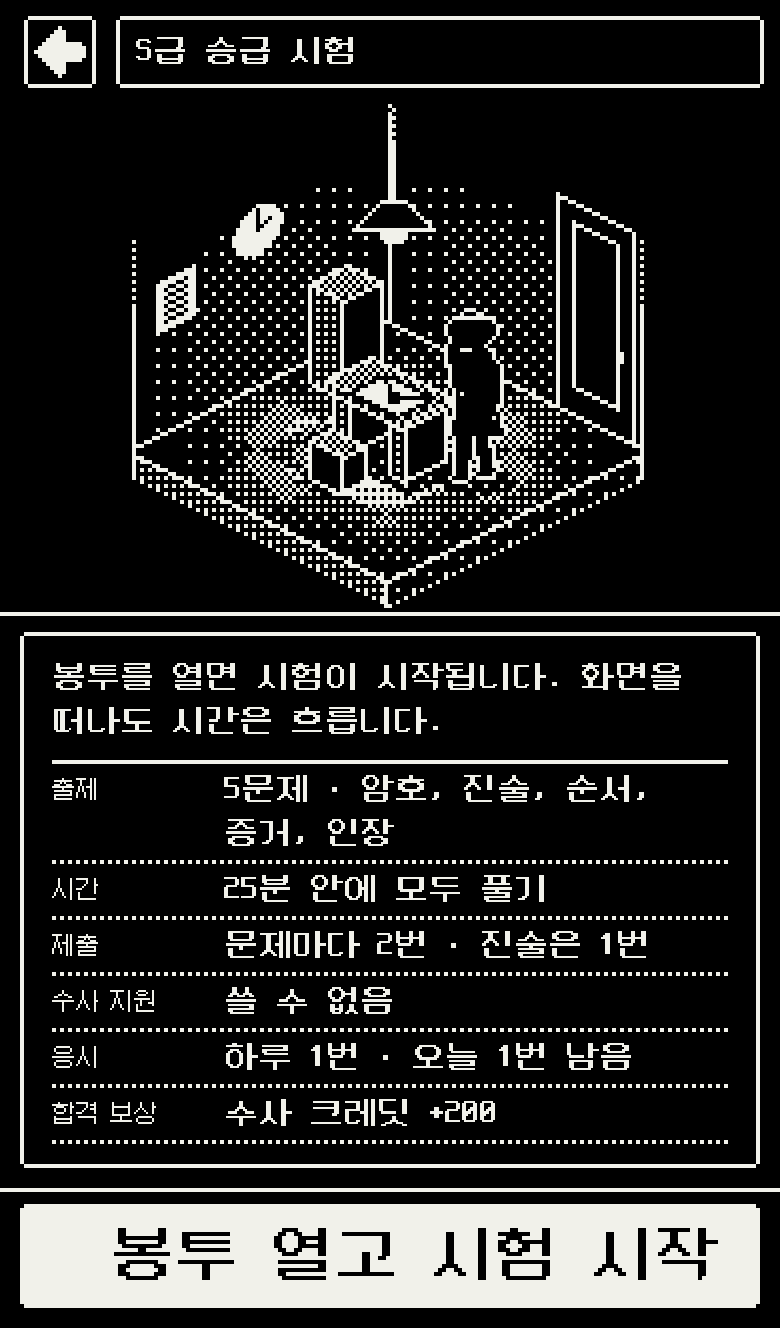 S급 승급 시험
봉투를 열면 시험이 시작됩니다. 화면을
떠나도 시간은 흐릅니다.
출제 5문제 · 암호, 진술, 순서,
증거, 인장
시간 25분 안에 모두 풀기
제출 문제마다 2번 · 진술은 1번
수사 지원 쓸 수 없음
응시 하루 1번 · 오늘 1번 남음
합격 보상 수사 크레딧 +200
봉투 열고 시험 시작